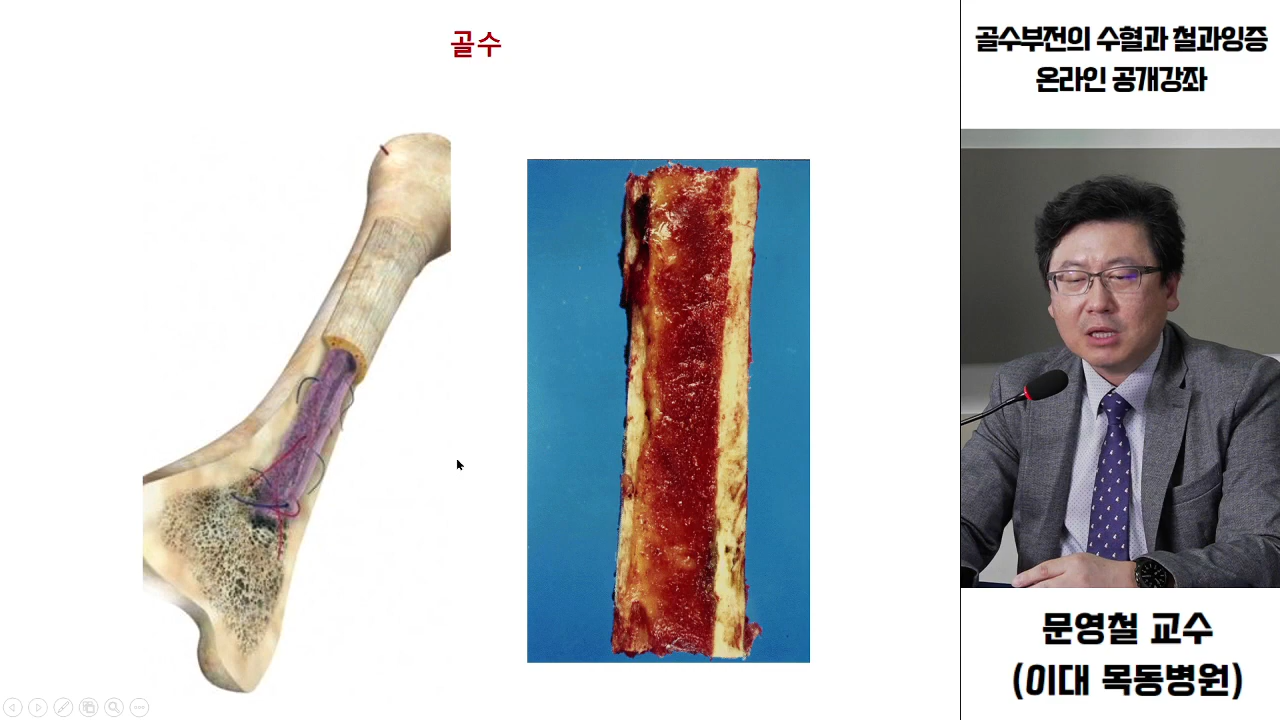 골수
골수부전의 수혈과 철과잉증
온라인 공개강좌
문영철 교수
(이대 목동병원)